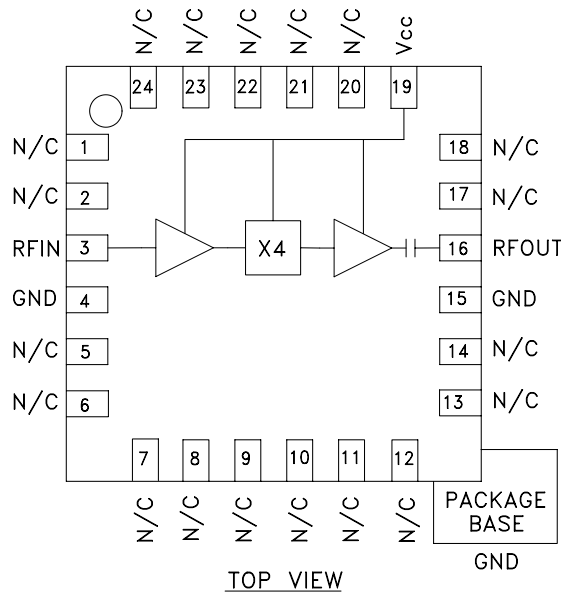 N/C N/C N/C N/C N/C Vcc
24 23 22 21 20 19
N/C 1 18 N/C
N/C 2 17 N/C
RFIN 3 X4 16 RFOUT
GND 4 15 GND
N/C 5 14 N/C
N/C 6 13 N/C
7 8 9 10 11 12
N/C N/C N/C N/C N/C N/C
PACKAGE
BASE
GND
TOP VIEW